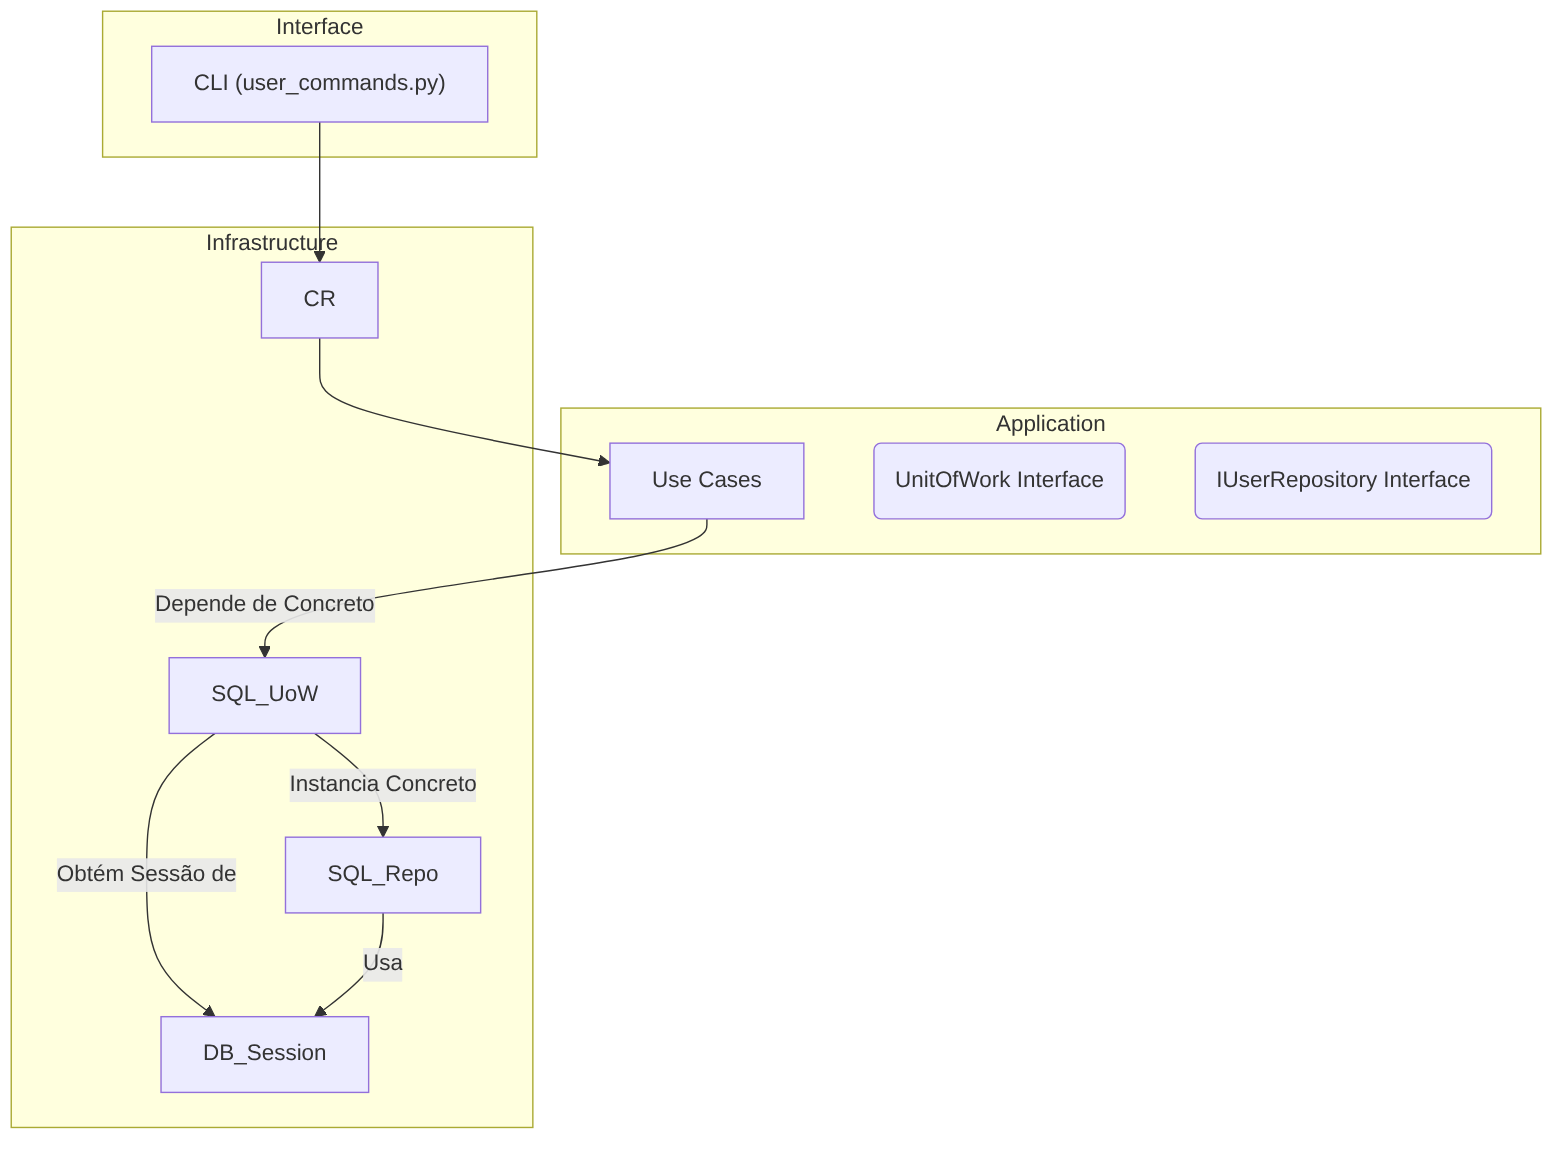 Interface
CLI (user_commands.py)
Infrastructure
CR
Application
Use Cases
UnitOfWork Interface
IUserRepository Interface
Depende de Concreto
SQL_UoW
Instancia Concreto
Obtém Sessão de
SQL_Repo
Usa
DB_Session